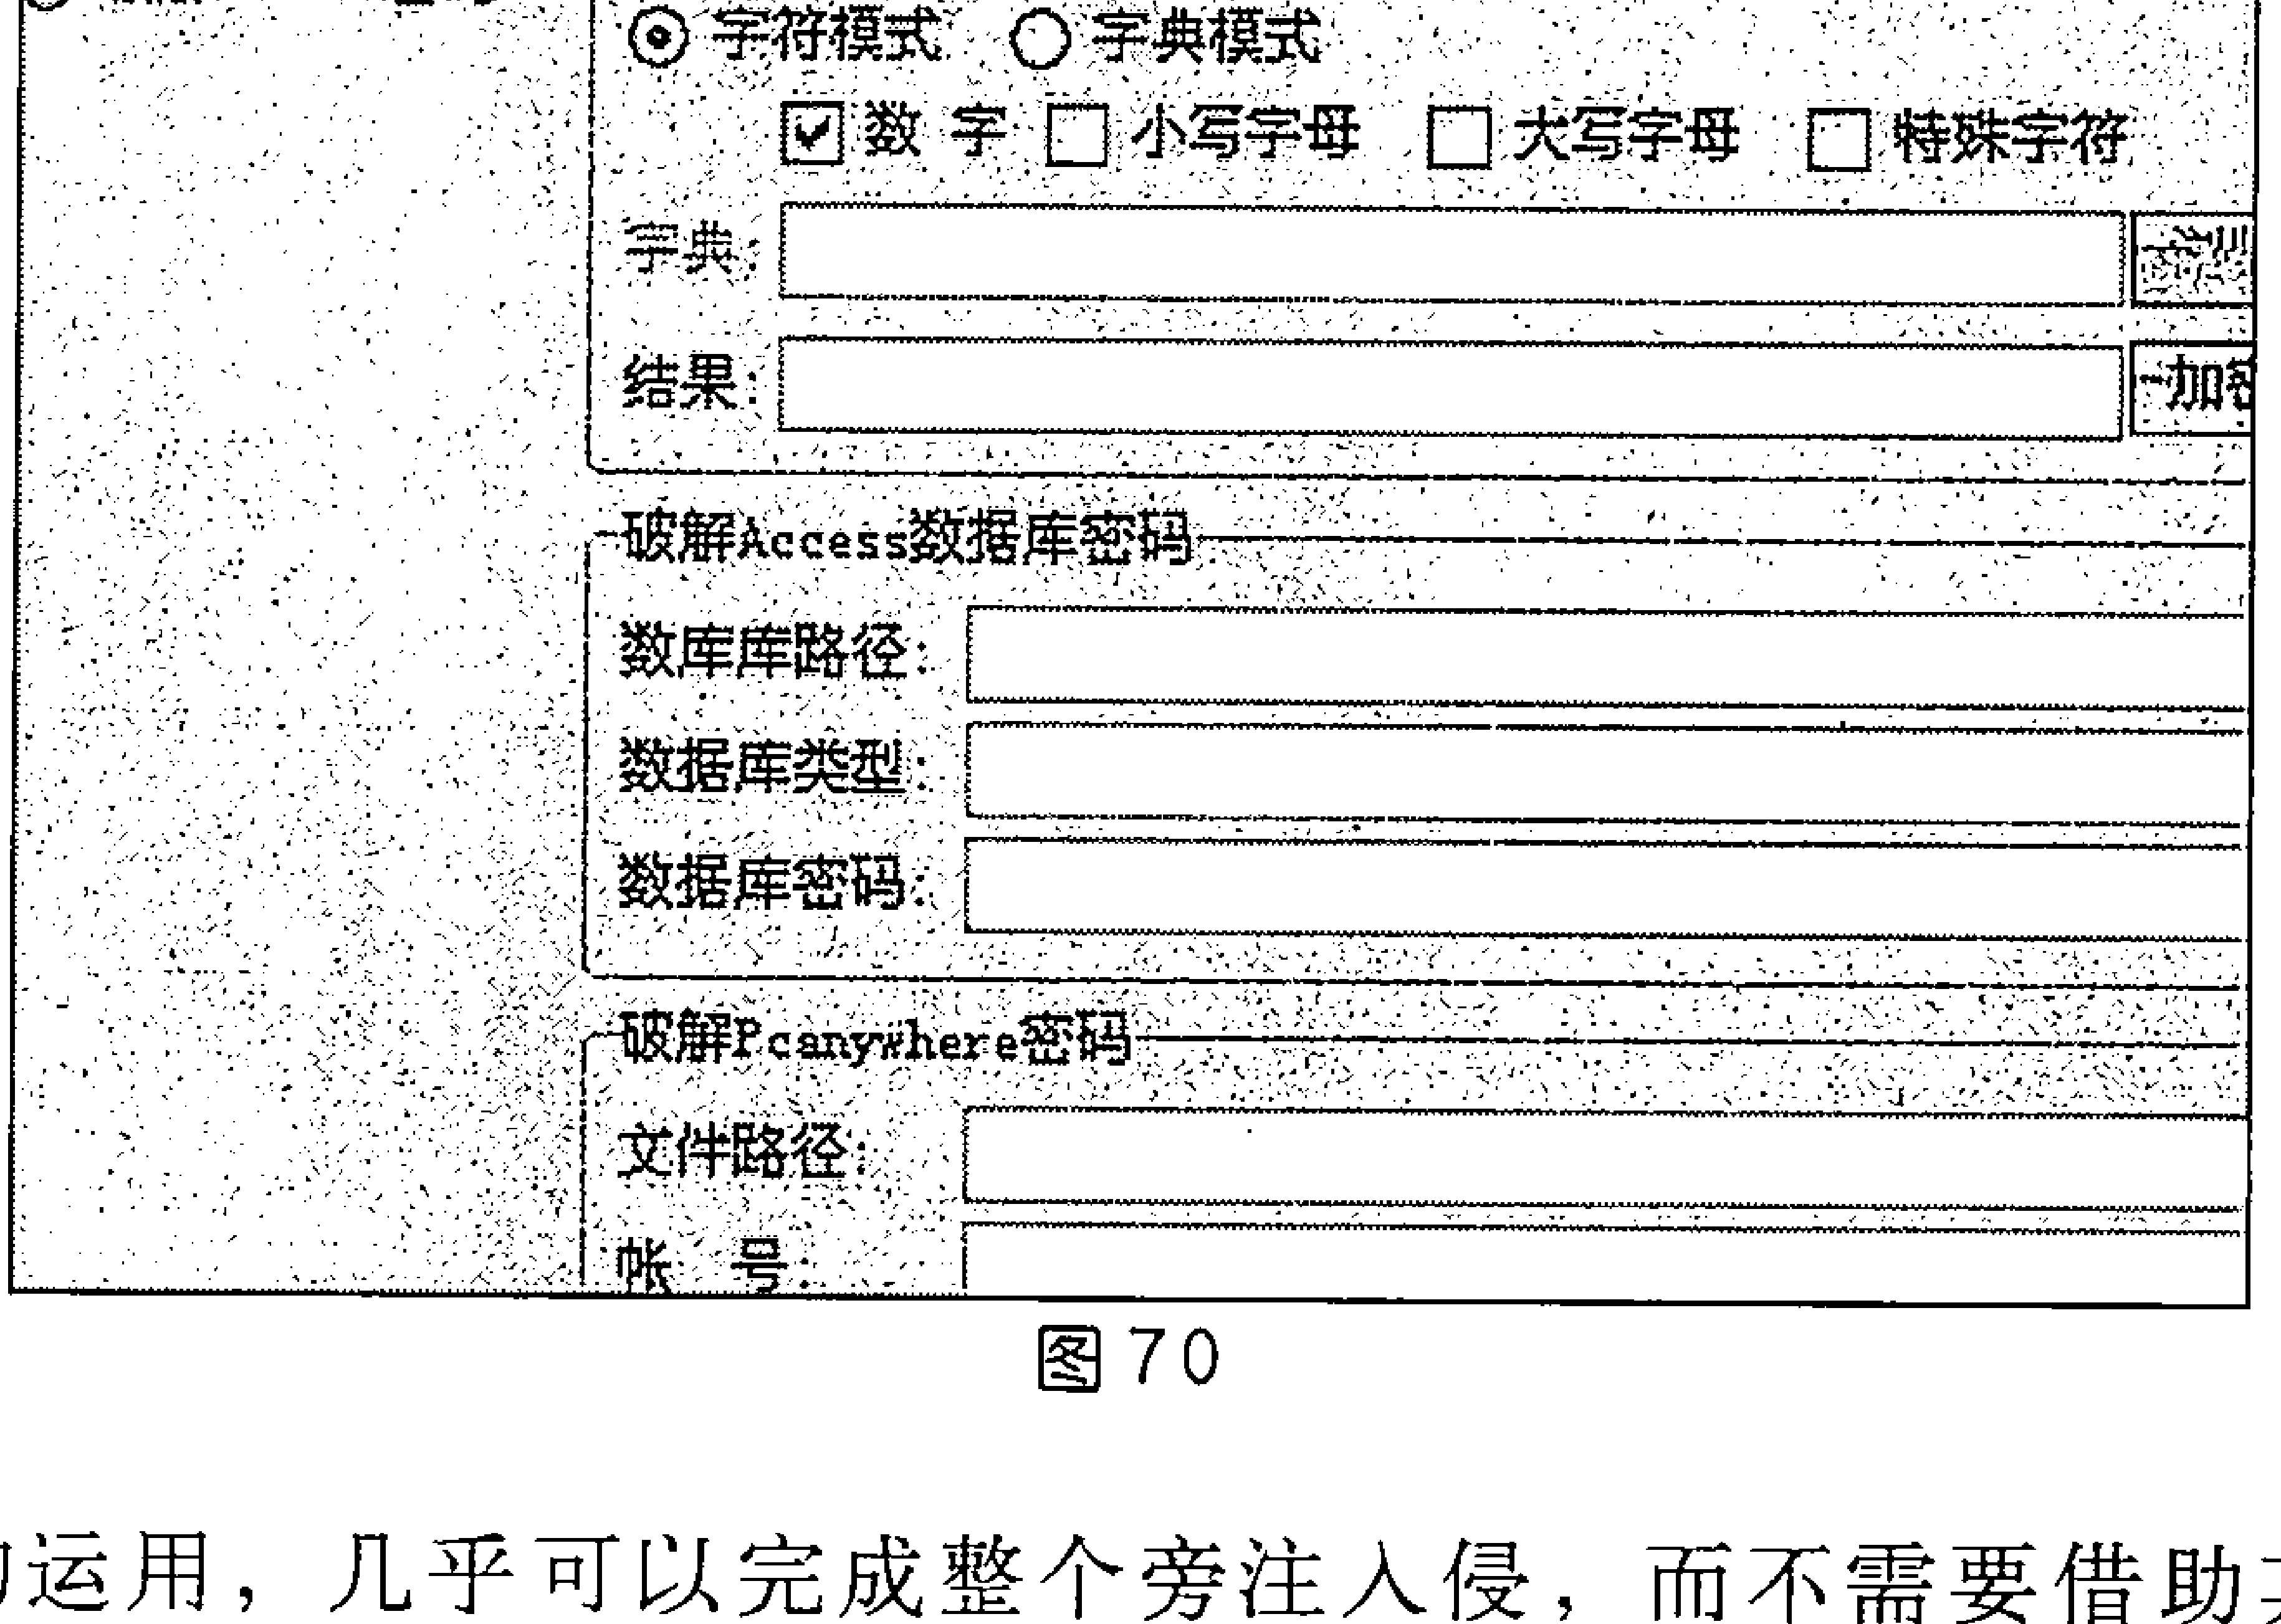 字符模式 字典模式
数 字 小写字母 大写字母 特殊字符
字典:
结果: 加密
破解Access数据库密码
数库库路径:
数据库类型:
数据库密码:
破解Pcanywhere密码
文件路径:
帐 号:
图70
运用，几乎可以完成整个旁注入侵，而不需要借助